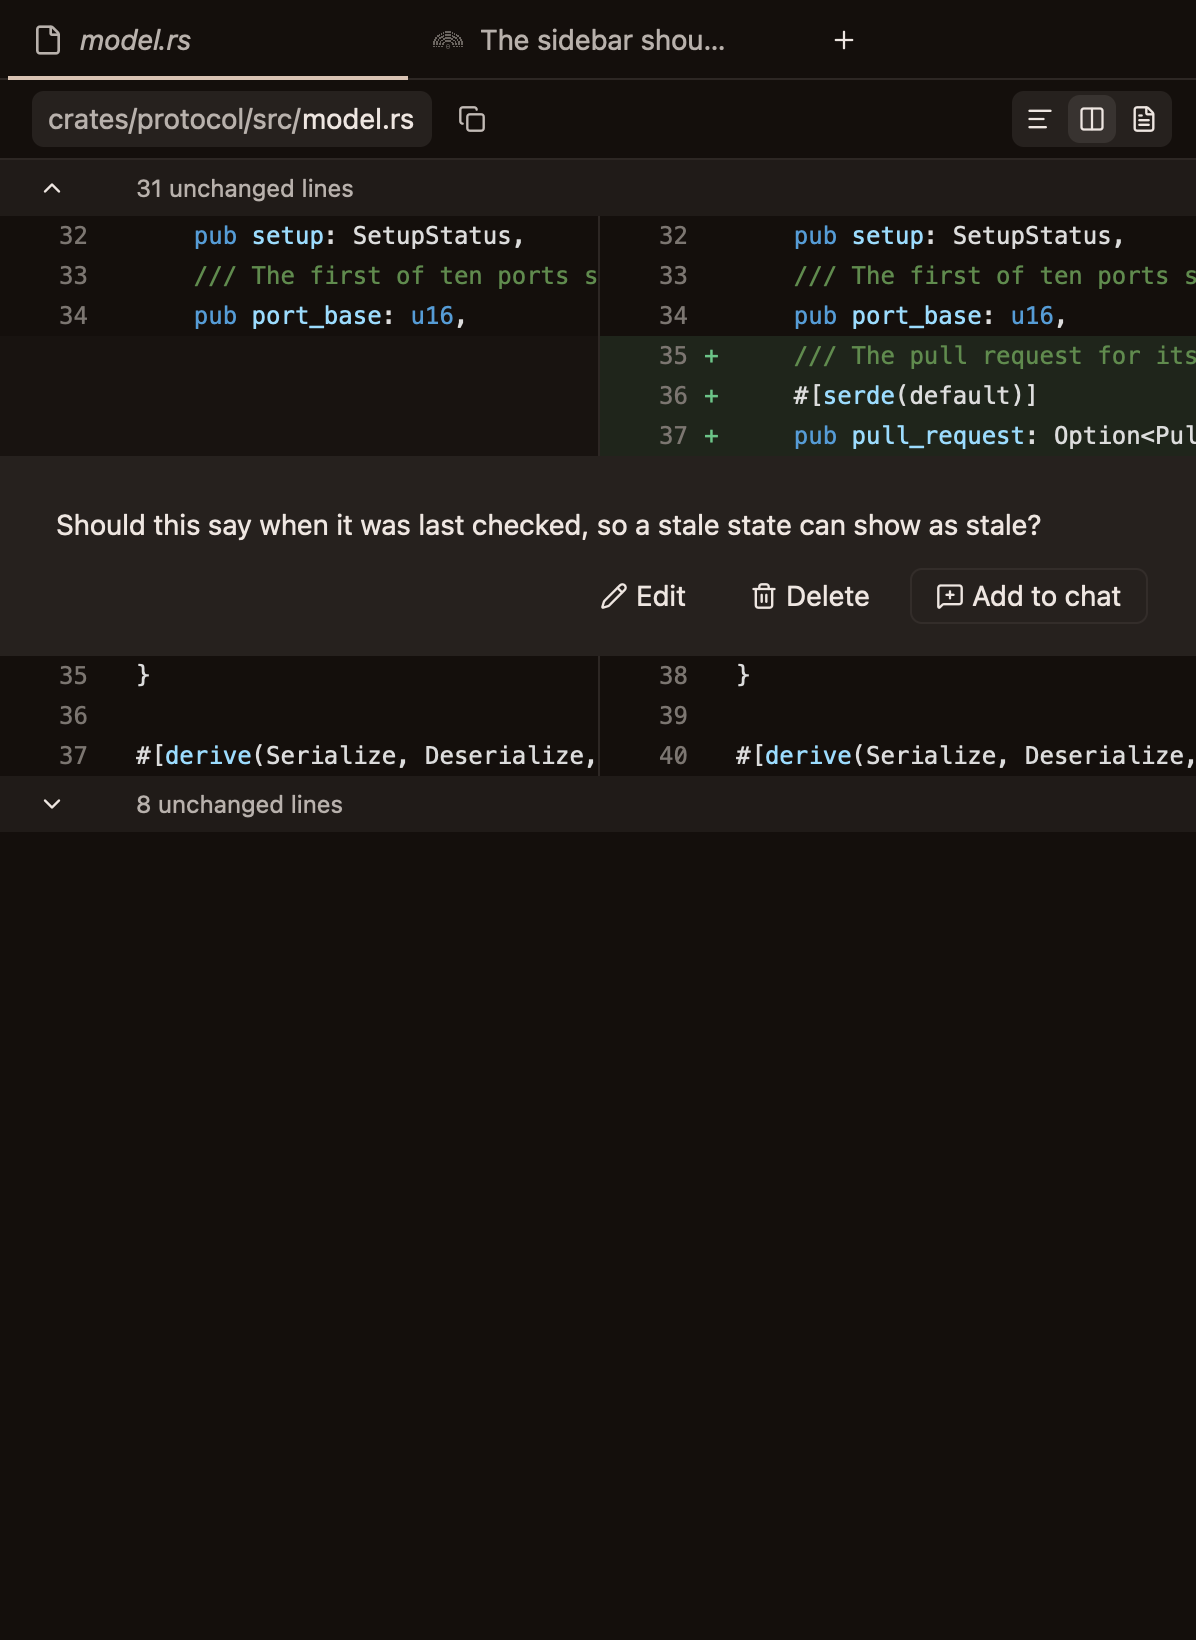 model.rs
The sidebar shou...
crates/protocol/src/model.rs
31 unchanged lines
32 pub setup: SetupStatus,
32 pub setup: SetupStatus,
33 /// The first of ten ports s
33 /// The first of ten ports s
34 pub port_base: u16,
34 pub port_base: u16,
35 + /// The pull request for its
36 + #[serde(default)]
37 + pub pull_request: Option<Pul
Should this say when it was last checked, so a stale state can show as stale?
Edit Delete Add to chat
35 }
38 }
36
39
37 #[derive(Serialize, Deserialize,
40 #[derive(Serialize, Deserialize,
8 unchanged lines